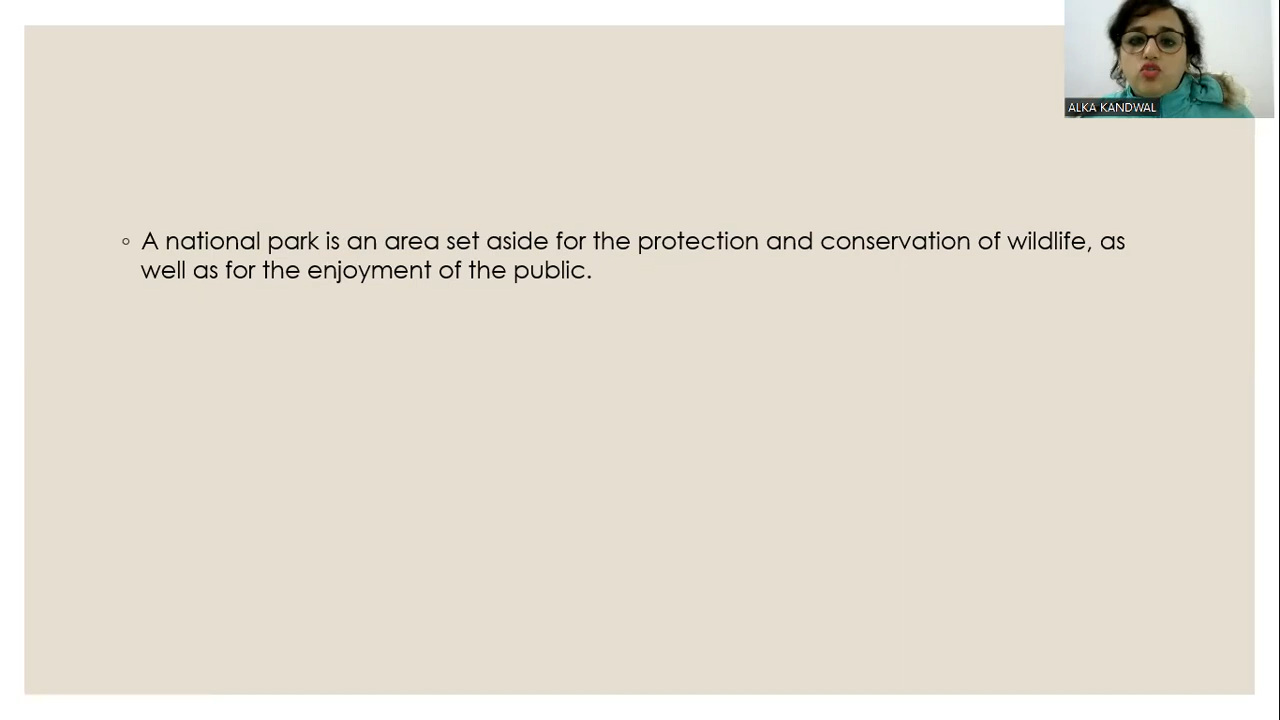 ALKA KANDWAL
◦ A national park is an area set aside for the protection and conservation of wildlife, as
well as for the enjoyment of the public.